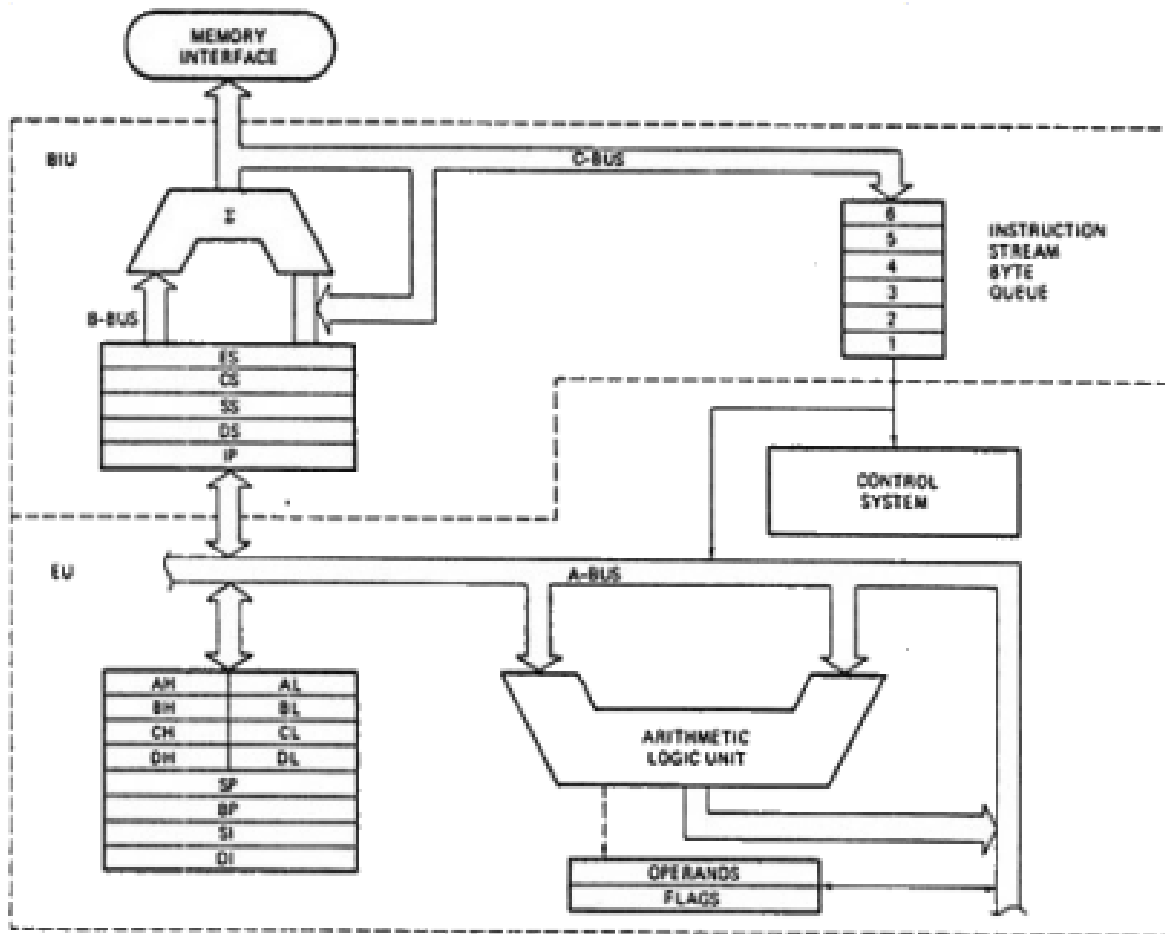 MEMORY
INTERFACE
BIU
C-BUS
Σ
B-BUS
6
5
4
3
2
1
INSTRUCTION
STREAM
BYTE
QUEUE
ES
CS
SS
DS
IP
CONTROL
SYSTEM
EU
A-BUS
AH AL
BH BL
CH CL
DH DL
SP
BP
SI
DI
ARITHMETIC
LOGIC UNIT
OPERANDS
FLAGS